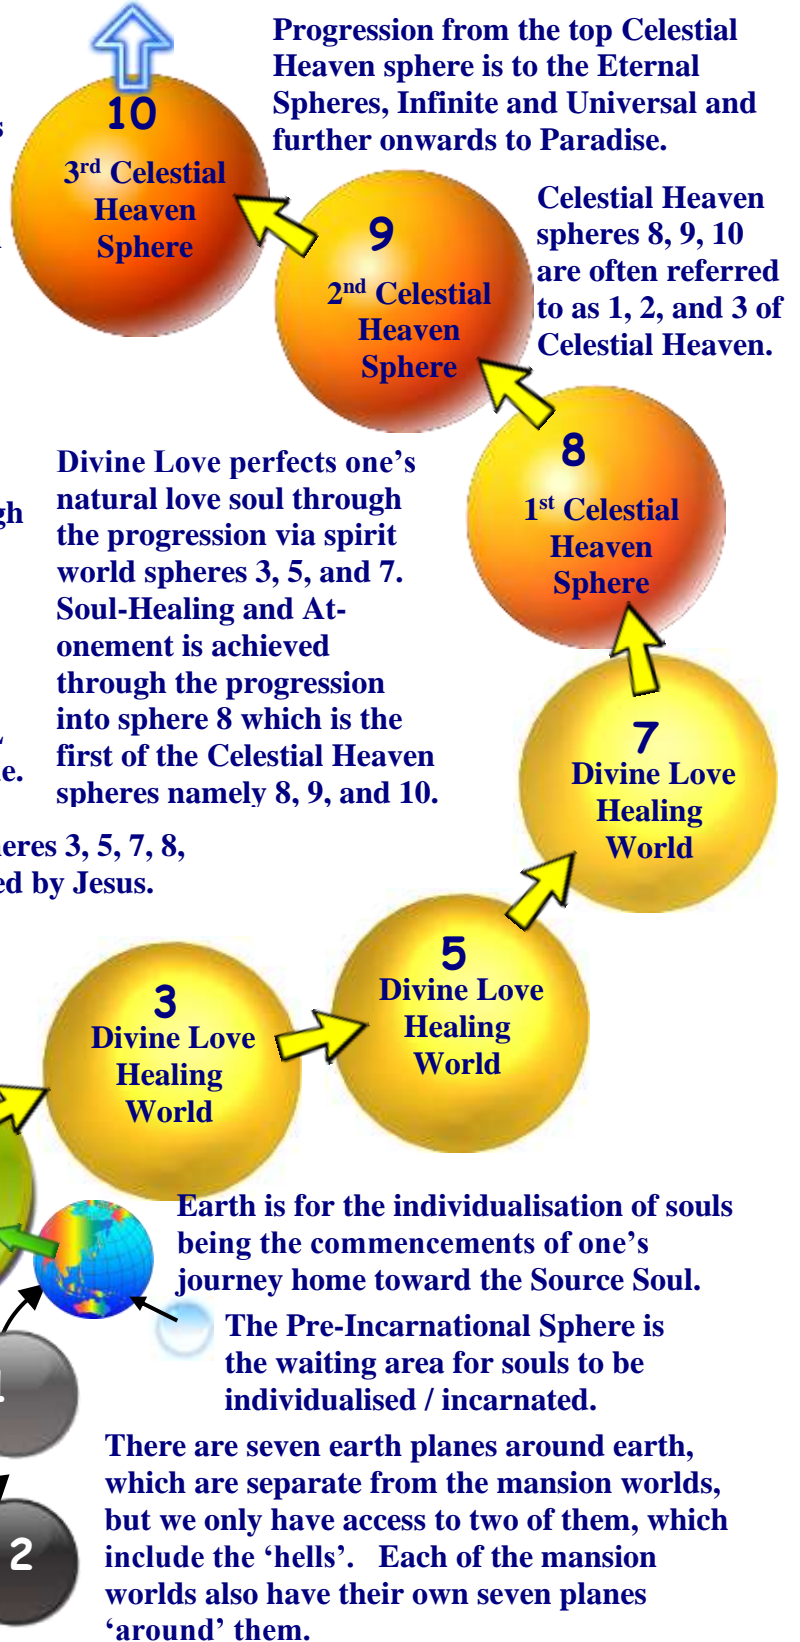 Progression from the top Celestial
Heaven sphere is to the Eternal
Spheres, Infinite and Universal and
further onwards to Paradise.
10
3rd Celestial
Heaven
Sphere
9
2nd Celestial
Heaven
Sphere
Celestial Heaven
spheres 8, 9, 10
are often referred
to as 1, 2, and 3 of
Celestial Heaven.
8
1st Celestial
Heaven
Sphere
Divine Love perfects one’s
natural love soul through
the progression via spirit
world spheres 3, 5, and 7.
Soul-Healing and At-
onement is achieved
through the progression
into sphere 8 which is the
first of the Celestial Heaven
spheres namely 8, 9, and 10.
7
Divine Love
Healing
World
3, 5, 7, 8,
by Jesus.
5
Divine Love
Healing
World
3
Divine Love
Healing
World
Earth is for the individualisation of souls
being the commencements of one’s
journey home toward the Source Soul.
The Pre-Incarnational Sphere is
the waiting area for souls to be
individualised / incarnated.
There are seven earth planes around earth,
which are separate from the mansion worlds,
but we only have access to two of them, which
include the ‘hells’. Each of the mansion
worlds also have their own seven planes
‘around’ them.
2